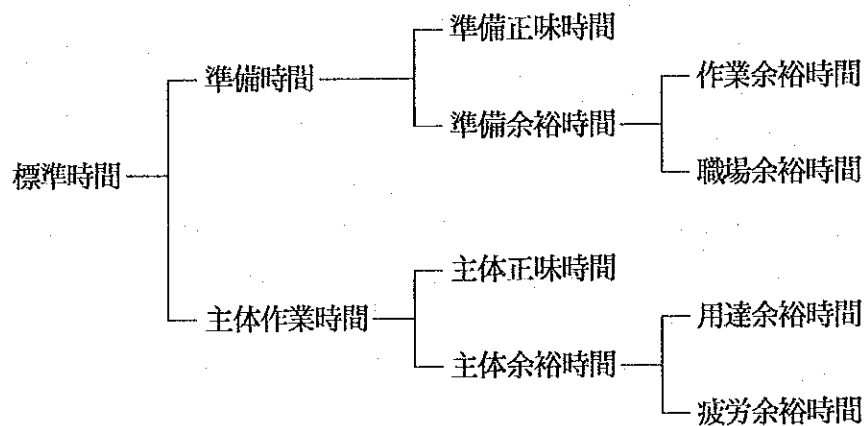 準備正味時間
準備時間
作業余裕時間
準備余裕時間
標準時間
職場余裕時間
主体正味時間
主体作業時間
用達余裕時間
主体余裕時間
疲労余裕時間